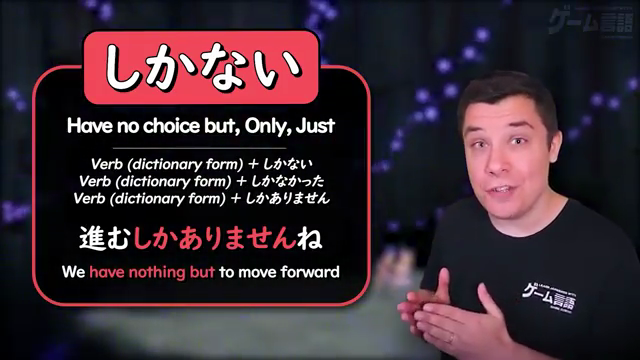 しかない
Have no choice but, Only, Just
Verb (dictionary form) + しかない
Verb (dictionary form) + しかなかった
Verb (dictionary form) + しかありません
進むしかありませんね
We have nothing but to move forward
ゲーム言語
ゲーム言語